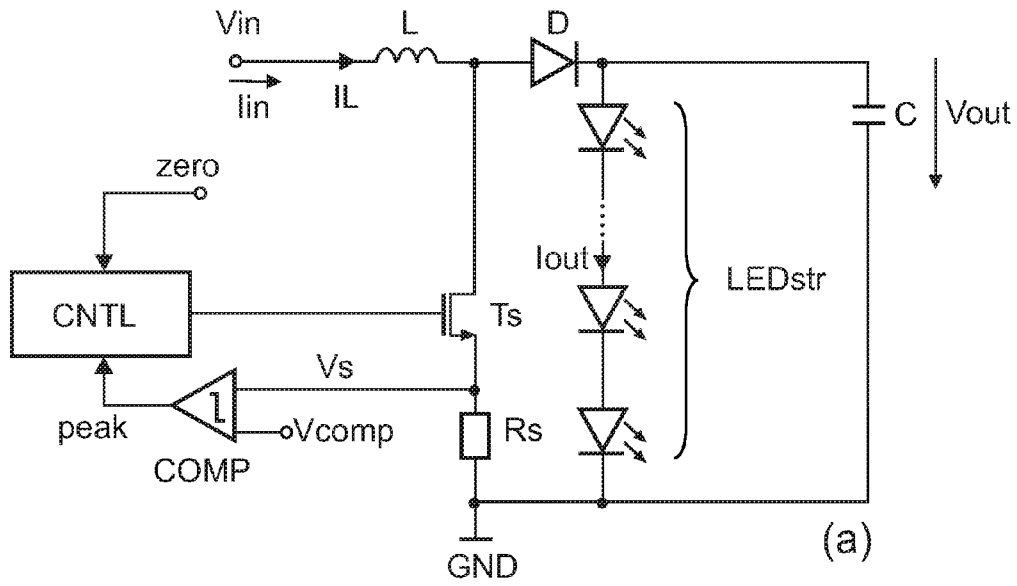 Vin
L
D
Iin
IL
C
Vout
zero
Iout
LEDstr
CNTL
Ts
Vs
peak
Vcomp
Rs
COMP
GND
(a)